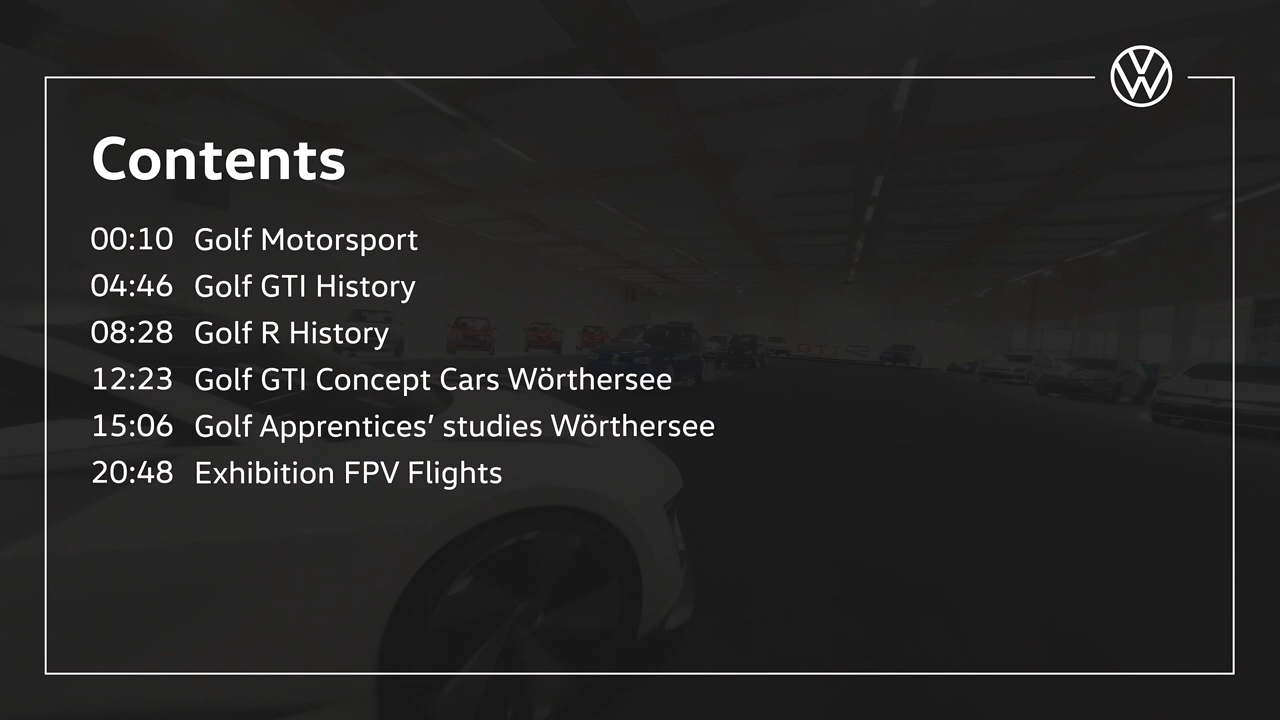 Contents
00:10 Golf Motorsport
04:46 Golf GTI History
08:28 Golf R History
12:23 Golf GTI Concept Cars Wörthersee
15:06 Golf Apprentices’ studies Wörthersee
20:48 Exhibition FPV Flights
GTI R